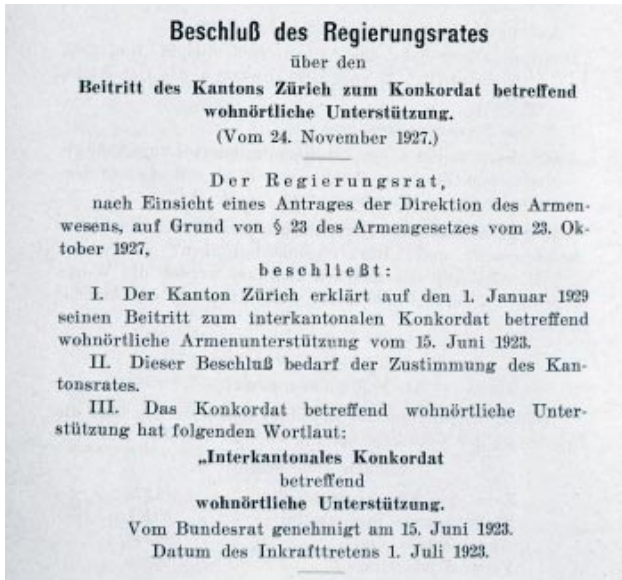 Beschluß des Regierungsrates
über den
Beitritt des Kantons Zürich zum Konkordat betreffend
wohnörtliche Unterstützung.
(Vom 24. November 1927.)
Der Regierungsrat,
nach Einsicht eines Antrages der Direktion des Armen-
wesens, auf Grund von § 23 des Armengesetzes vom 23. Ok-
tober 1927,
beschließt:
I. Der Kanton Zürich erklärt auf den 1. Januar 1929
seinen Beitritt zum interkantonalen Konkordat betreffend
wohnörtliche Armenunterstützung vom 15. Juni 1923.
II. Dieser Beschluß bedarf der Zustimmung des Kan-
tonsrates.
III. Das Konkordat betreffend wohnörtliche Unter-
stützung hat folgenden Wortlaut:
„Interkantonales Konkordat
betreffend
wohnörtliche Unterstützung.
Vom Bundesrat genehmigt am 15. Juni 1923.
Datum des Inkrafttretens 1. Juli 1923.